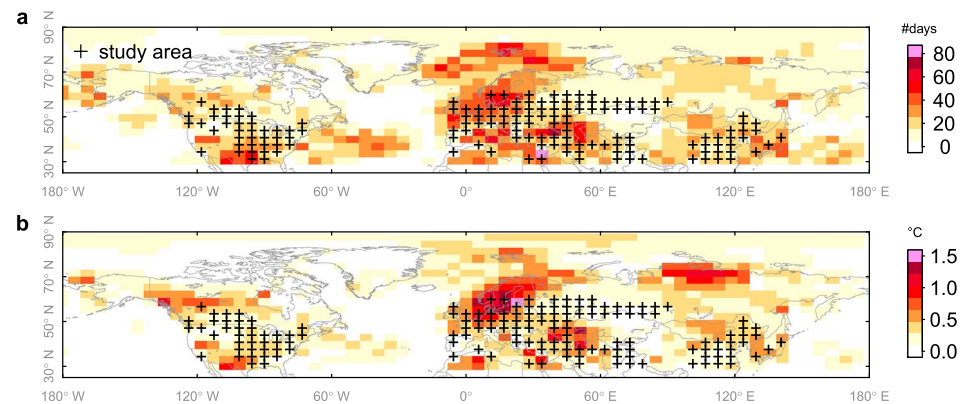 a
90° N
70° N
50° N
30° N
+ study area
180° W
120° W
60° W
0°
60° E
120° E
180° E
#days
80
60
40
20
0
b
90° N
70° N
50° N
30° N
180° W
120° W
60° W
0°
60° E
120° E
180° E
°C
1.5
1.0
0.5
0.0